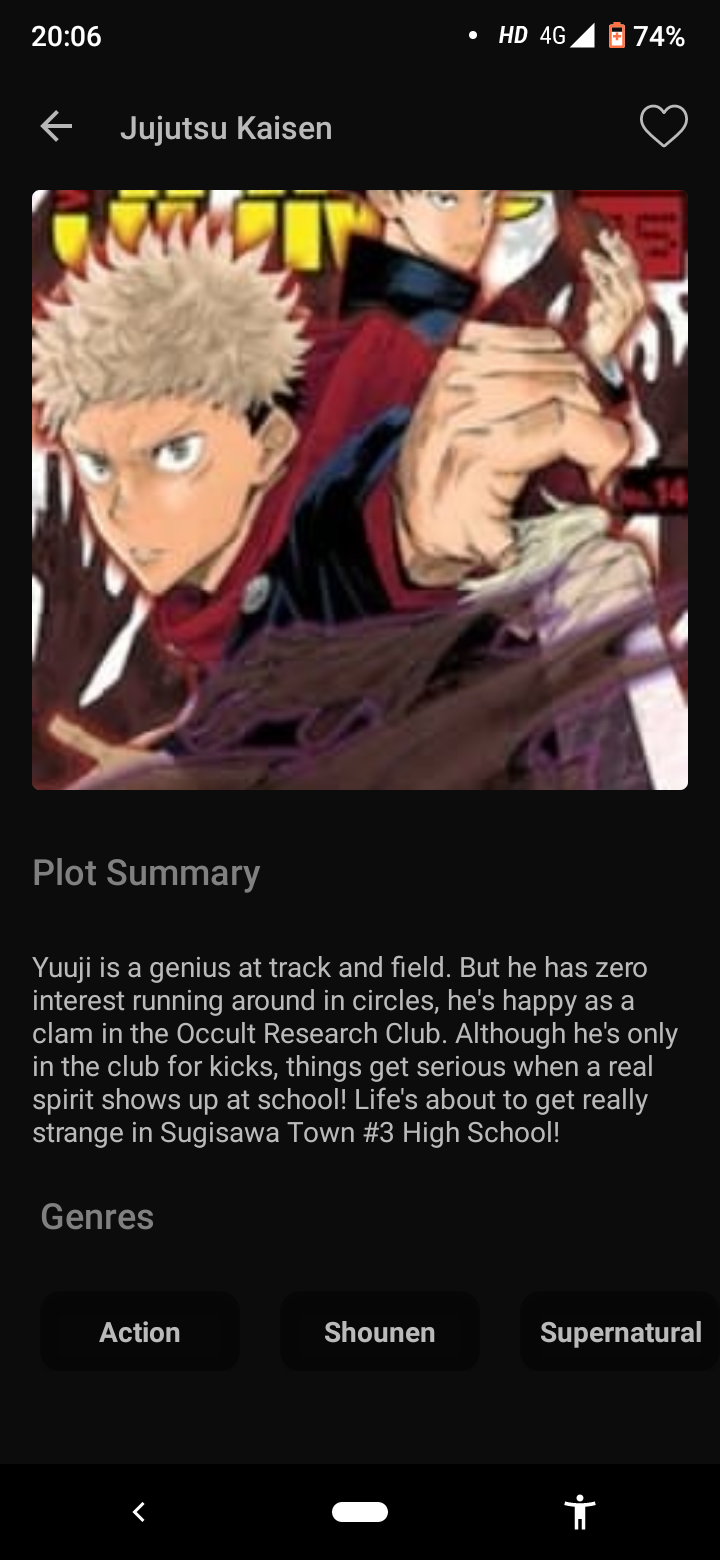 20:06
HD 4G 74%
Jujutsu Kaisen
Plot Summary
Yuuji is a genius at track and field. But he has zero
interest running around in circles, he's happy as a
clam in the Occult Research Club. Although he's only
in the club for kicks, things get serious when a real
spirit shows up at school! Life's about to get really
strange in Sugisawa Town #3 High School!
Genres
Action
Shounen
Supernatural